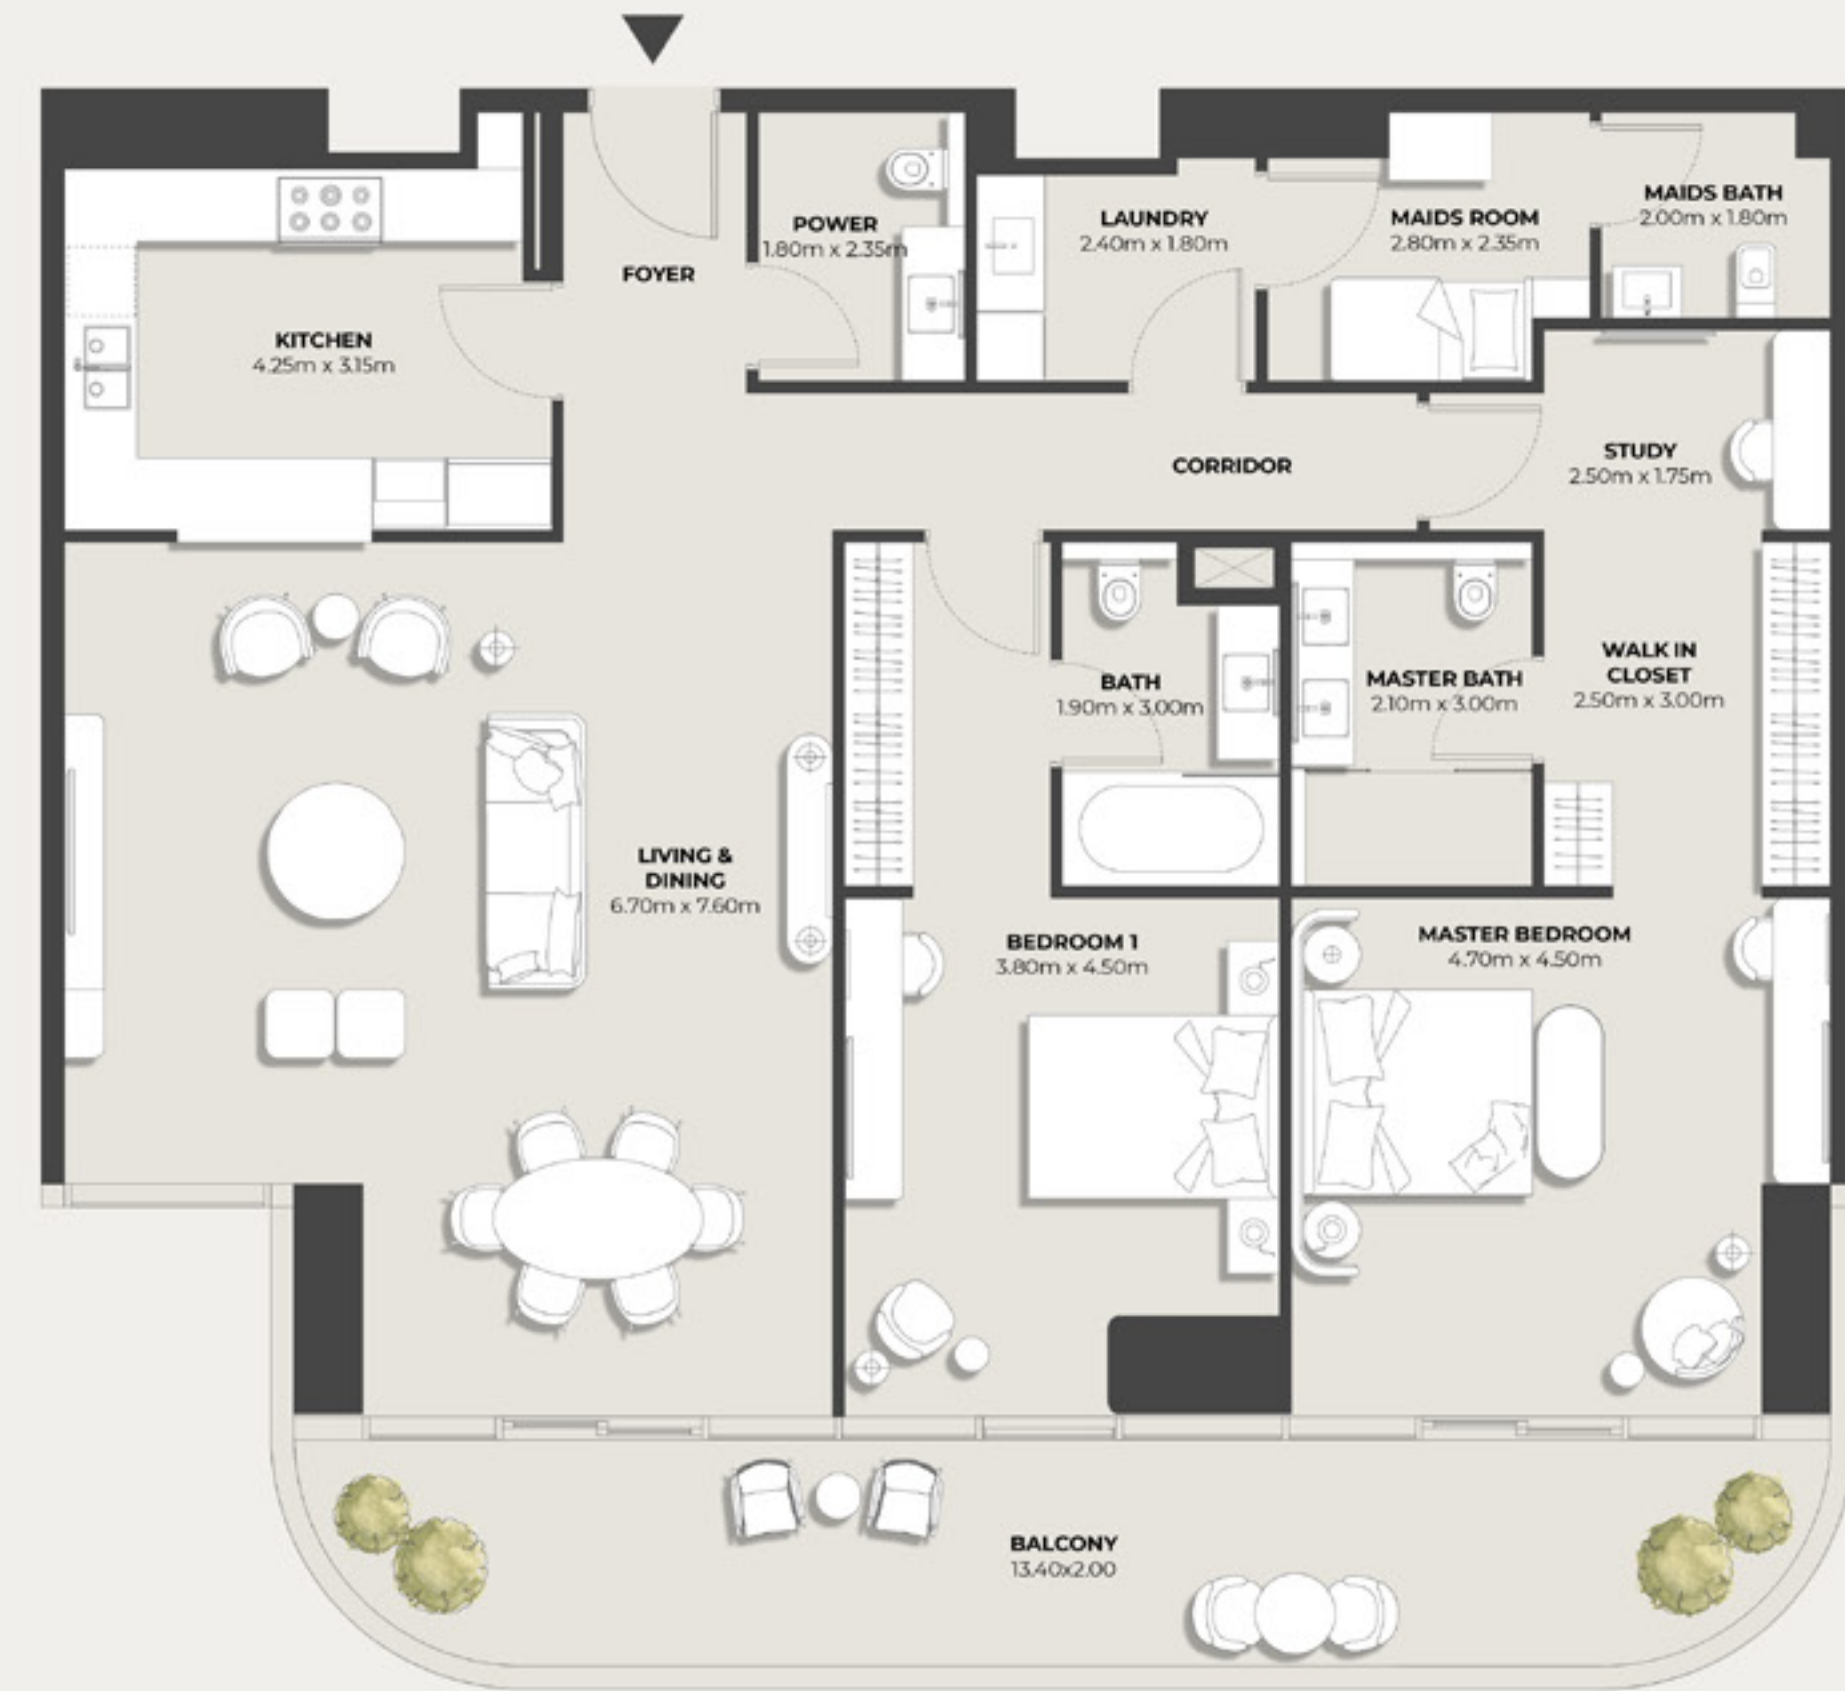 POWER
1.80m x 2.35m
LAUNDRY
2.40m x 1.80m
MAIDS ROOM
2.80m x 2.35m
MAIDS BATH
2.00m x 1.80m
FOYER
KITCHEN
4.25m x 3.15m
CORRIDOR
STUDY
2.50m x 1.75m
BATH
1.90m x 3.00m
MASTER BATH
2.10m x 3.00m
WALK IN
CLOSET
2.50m x 3.00m
LIVING &
DINING
6.70m x 7.60m
BEDROOM 1
3.80m x 4.50m
MASTER BEDROOM
4.70m x 4.50m
BALCONY
13.40x2.00